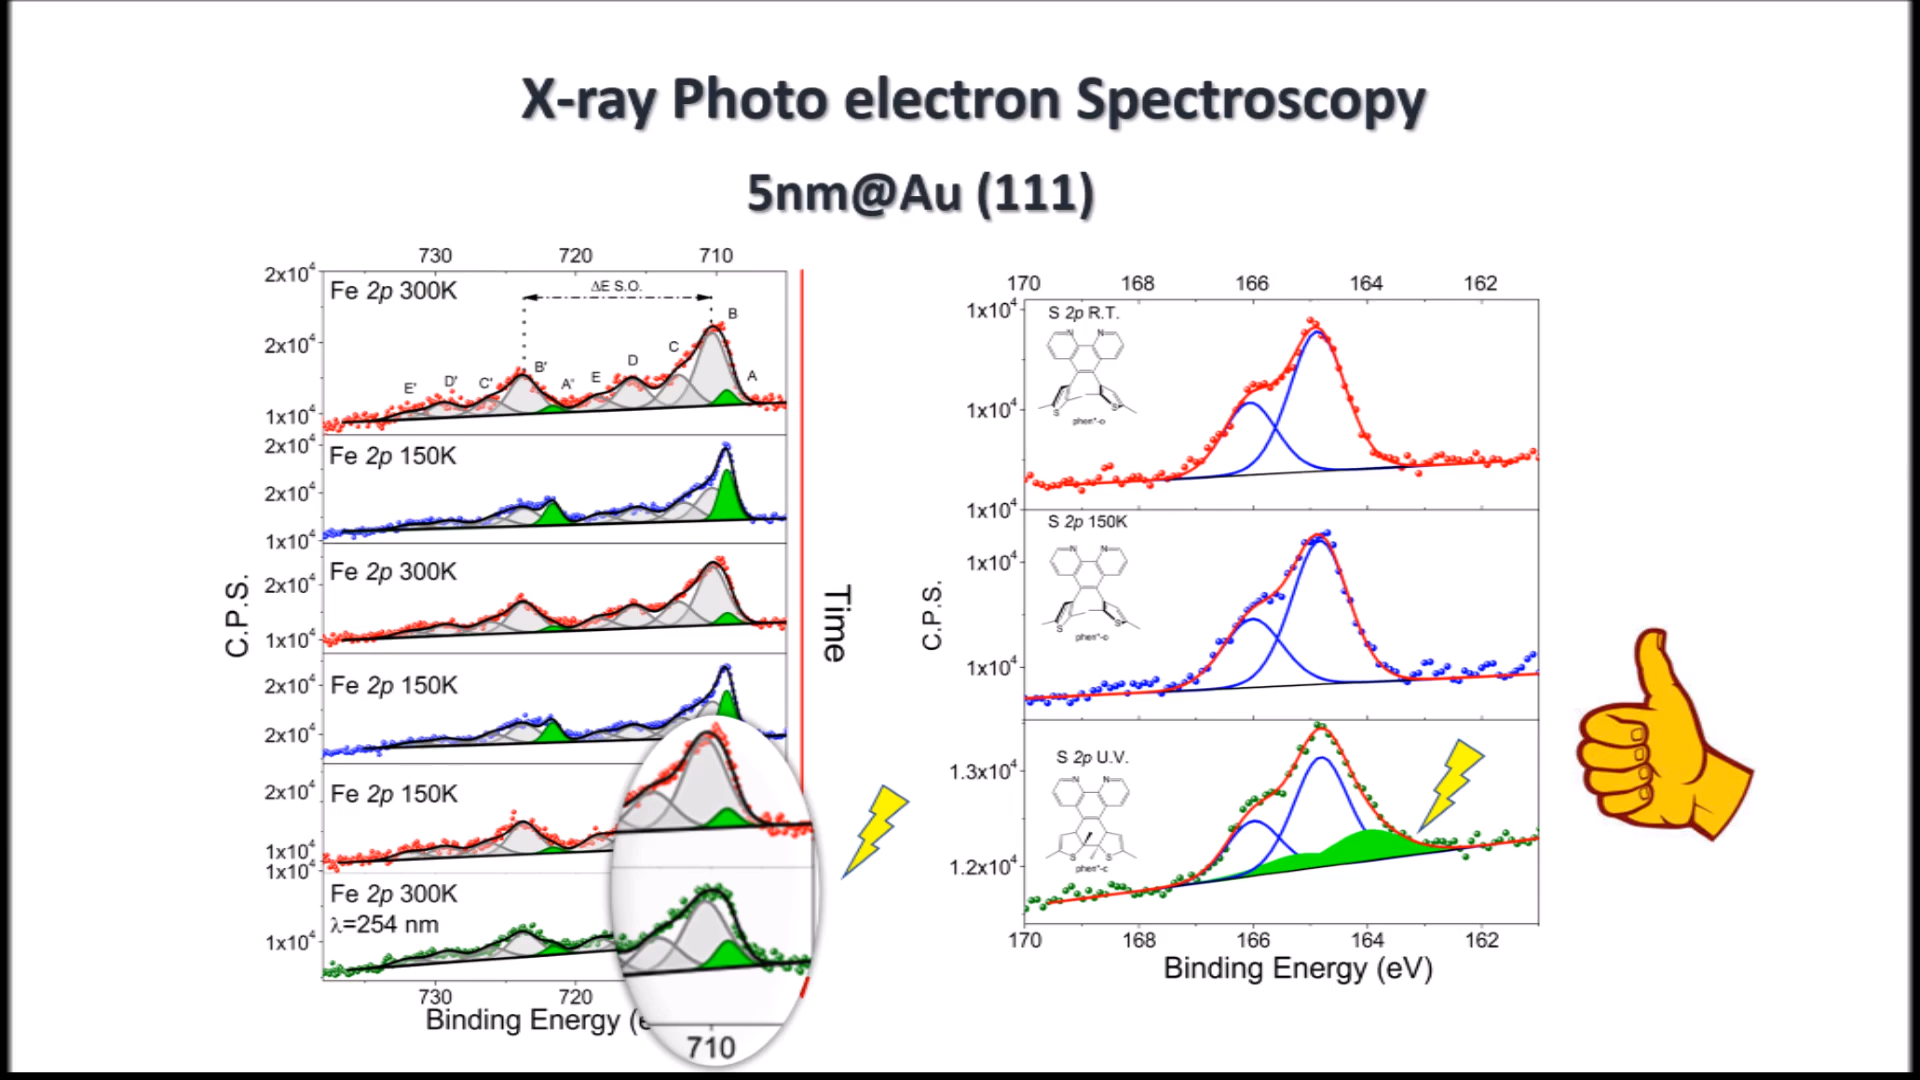 X-ray Photo electron Spectroscopy
5nm@Au (111)
730 720 710
2x10⁴
Fe 2p 300K
ΔE S.O.
B
2x10⁴
C
D
E' D' C' B' A' E A
1x10⁴
2x10⁴
Fe 2p 150K
2x10⁴
1x10⁴
Fe 2p 300K
2x10⁴
1x10⁴
Fe 2p 150K
2x10⁴
2x10⁴
Fe 2p 150K
2x10⁴
1x10⁴
1x10⁴
Fe 2p 300K
λ=254 nm
1x10⁴
730 720
Binding Energy (e
710
C.P.S.
Time
170 168 166 164 162
1x10⁴
S 2p R.T.
N N
S S
phen*-o
1x10⁴
1x10⁴
S 2p 150K
1x10⁴
N N
S S
phen*-o
1x10⁴
S 2p U.V.
1.3x10⁴
N N
S S
phen*-c
1.2x10⁴
170 168 166 164 162
Binding Energy (eV)
C.P.S.